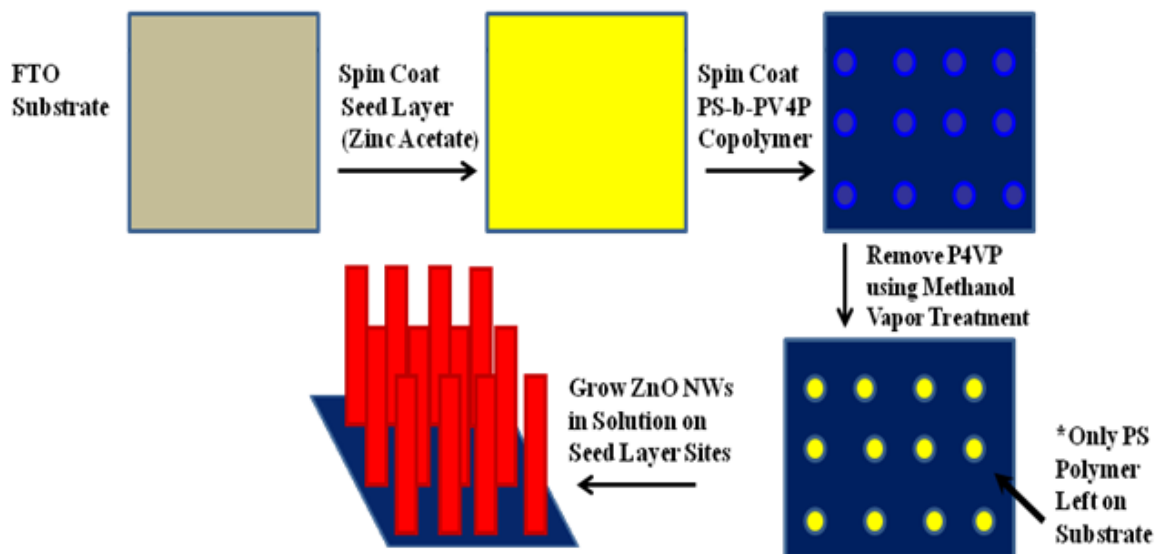 FTO
Substrate
Spin Coat
Seed Layer
(Zinc Acetate)
Spin Coat
PS-b-PV4P
Copolymer
Remove P4VP
using Methanol
Vapor Treatment
*Only PS
Polymer
Left on
Substrate
Grow ZnO NWs
in Solution on
Seed Layer Sites